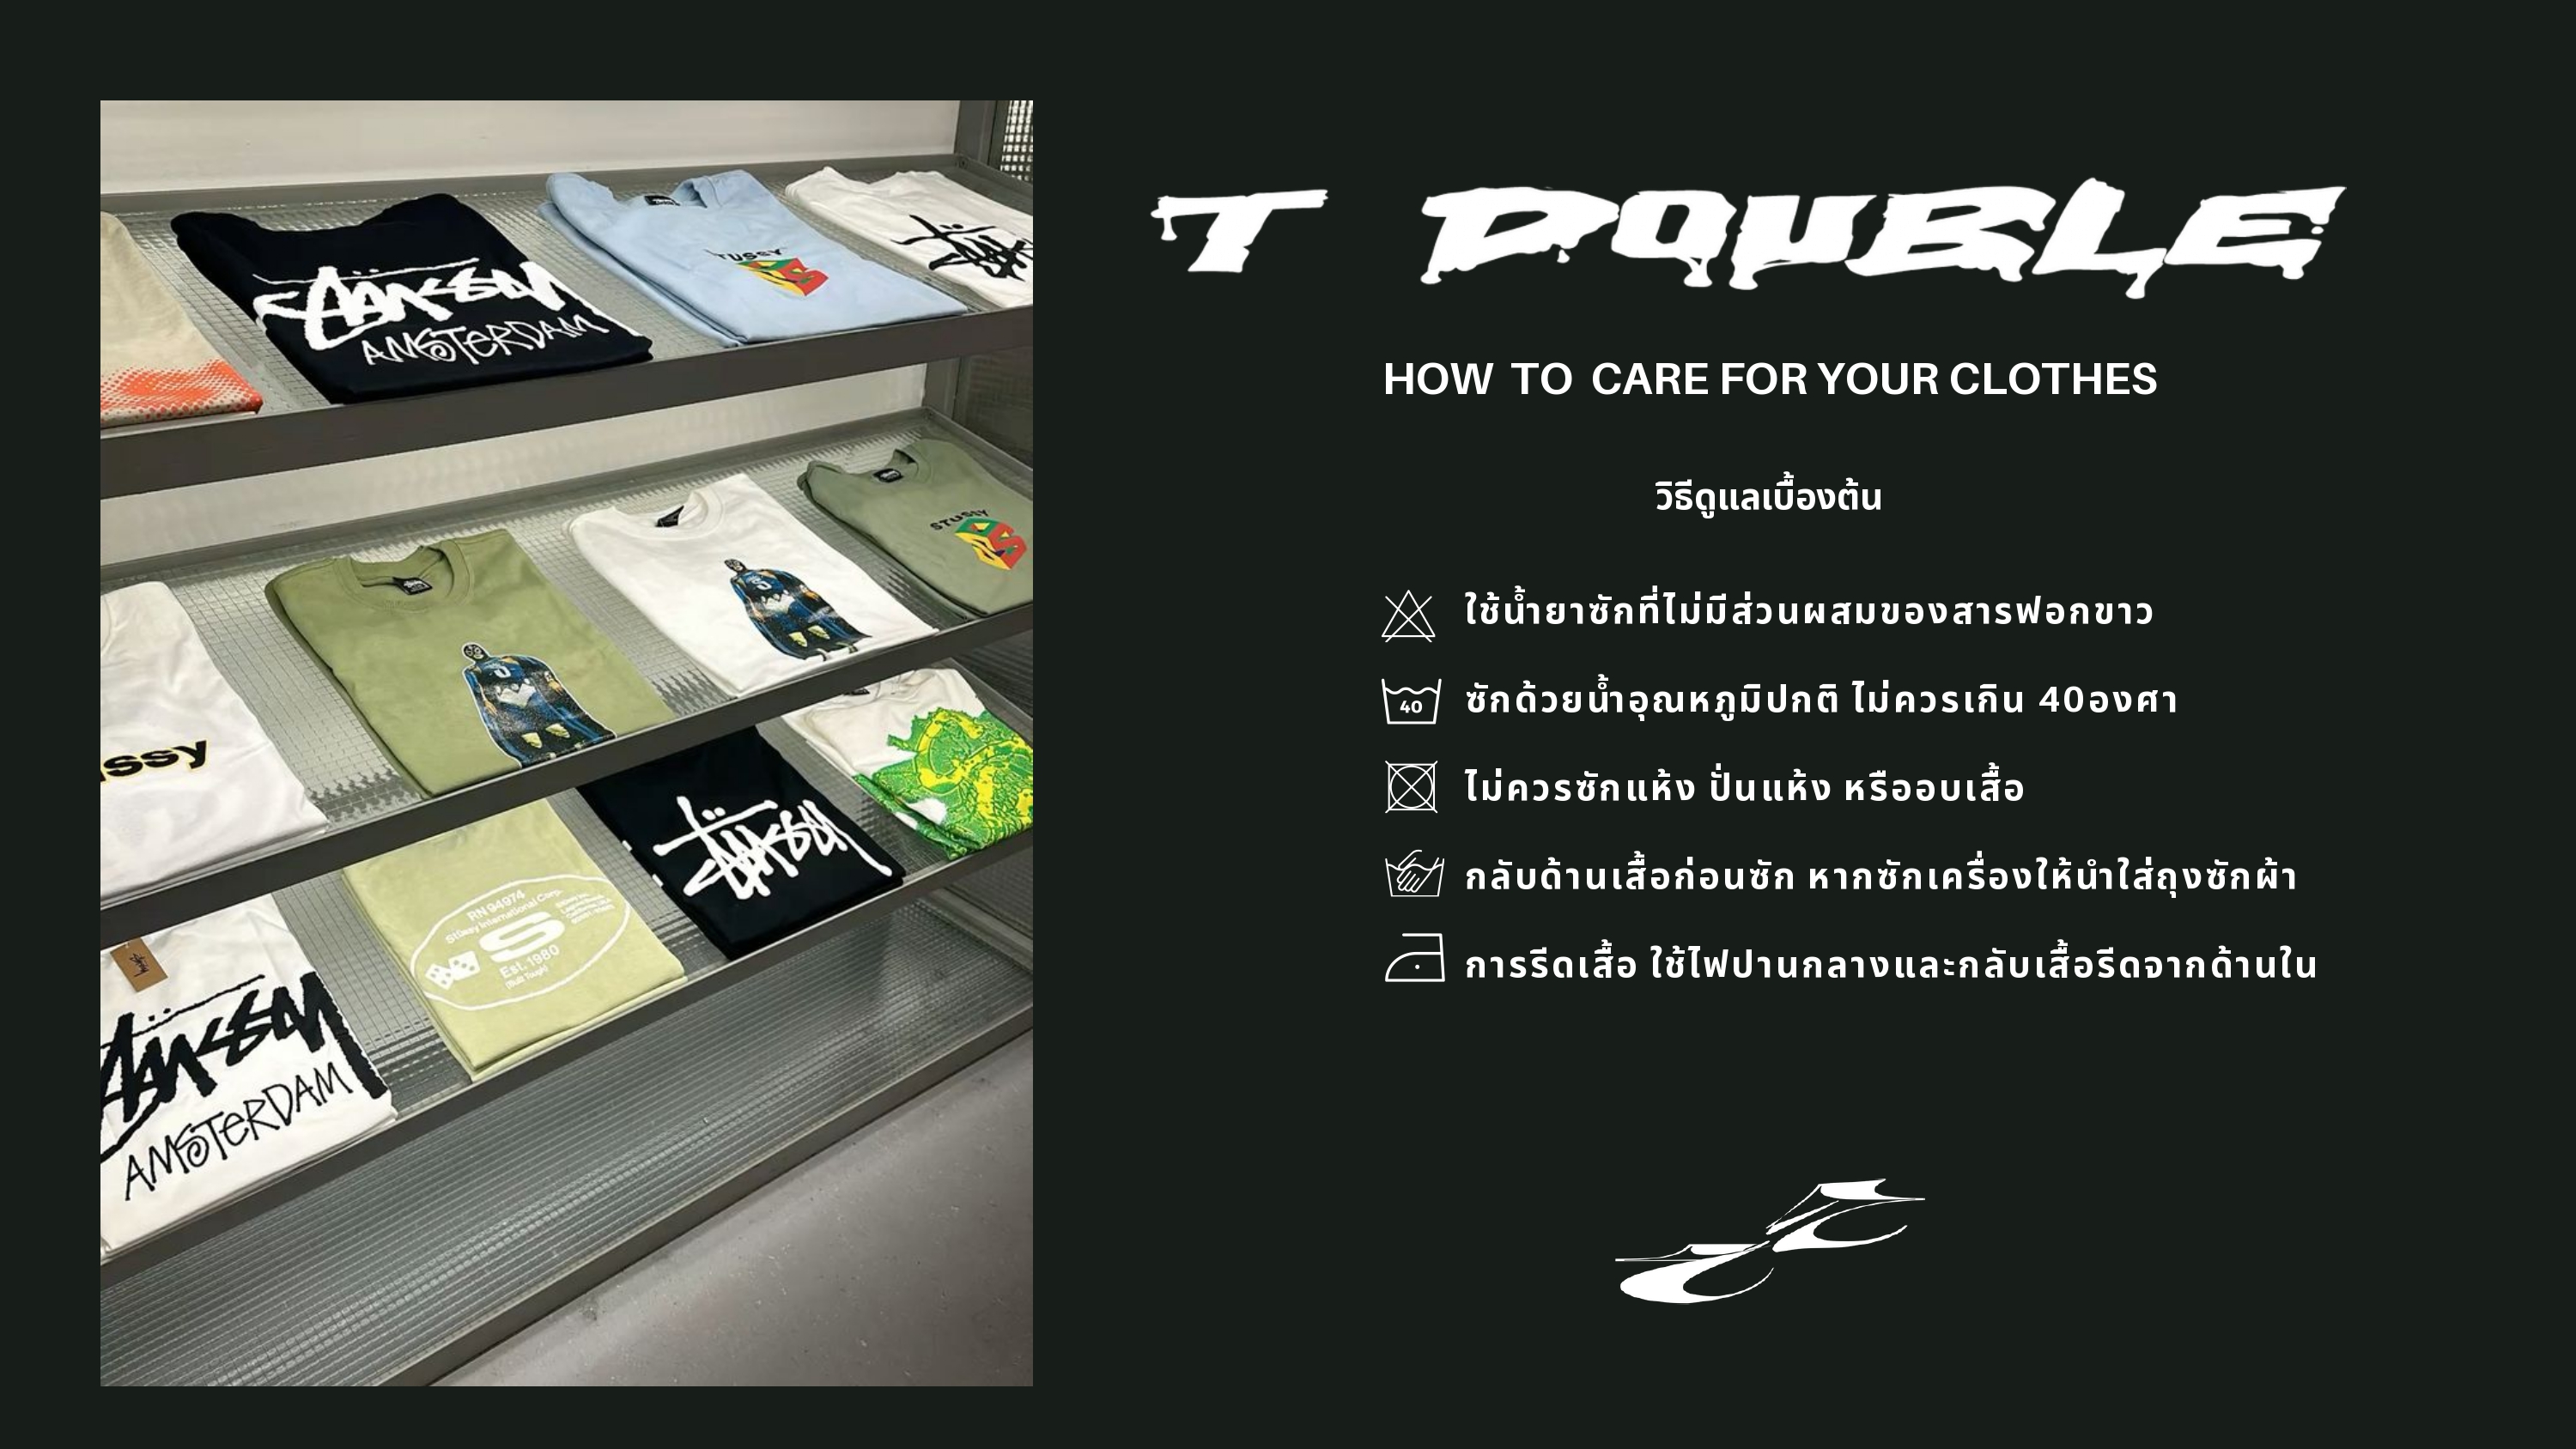 T DOUBLE
HOW TO CARE FOR YOUR CLOTHES
วิธีดูแลเบื้องต้น
ใช้น้ำยาซักที่ไม่มีส่วนผสมของสารฟอกขาว
40
ซักด้วยน้ำอุณหภูมิปกติ ไม่ควรเกิน 40องศา
ไม่ควรซักแห้ง ปั่นแห้ง หรืออบเสื้อ
กลับด้านเสื้อก่อนซัก หากซักเครื่องให้นำใส่ถุงซักผ้า
การรีดเสื้อ ใช้ไฟปานกลางและกลับเสื้อรีดจากด้านใน
AMSTERDAM
STUSSY
ssy
RN 94974
Stüssy International Corp.
S
Est. 1980
(Built Tough)
AMSTERDAM